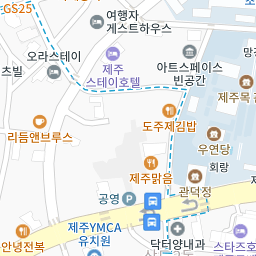 GS25
여행자
게스트하우스
오라스테이
츠빌
제주
스테이호텔
아트스페이스
빈공간
제주목
도주제김밥
리듬앤브루스
우연당
회랑
제주맑음
관덕정
공영
제주YMCA
유치원
안녕전복
닥터양내과
스타즈호